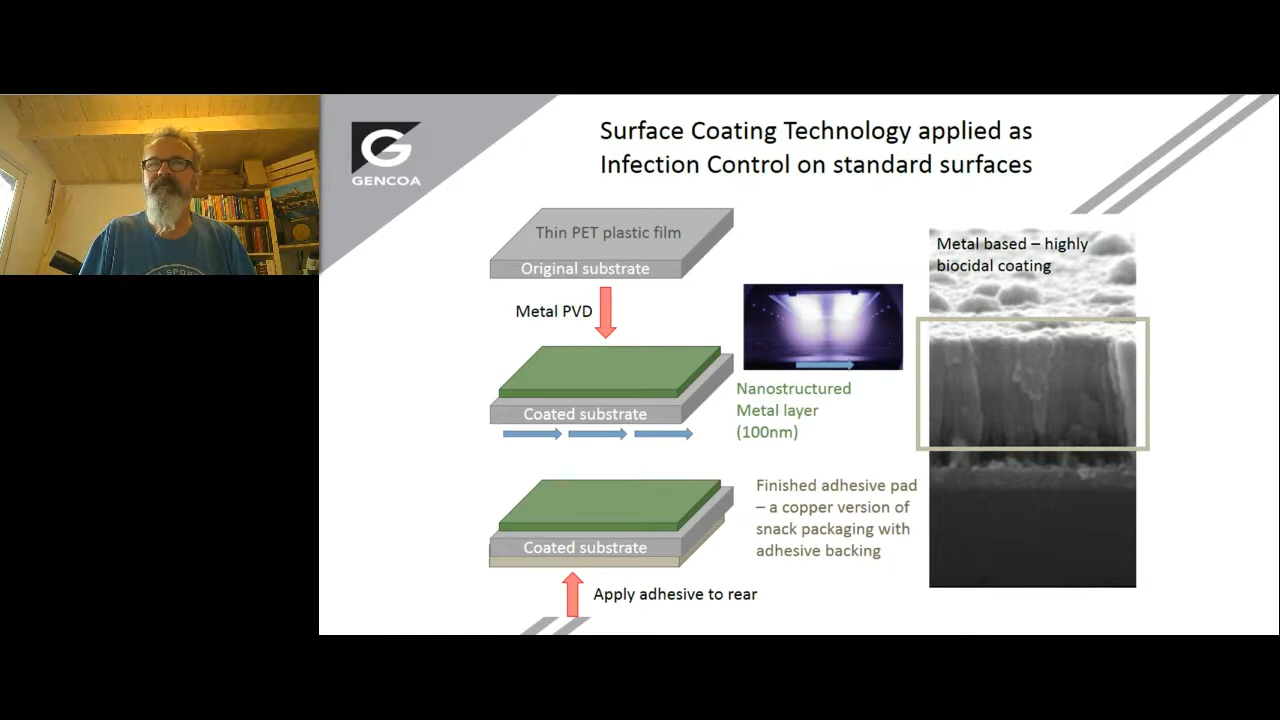 G
GENCOA
Surface Coating Technology applied as
Infection Control on standard surfaces
Thin PET plastic film
Original substrate
Metal PVD
Coated substrate
Nanostructured
Metal layer
(100nm)
Metal based – highly
biocidal coating
Finished adhesive pad
– a copper version of
snack packaging with
adhesive backing
Coated substrate
Apply adhesive to rear